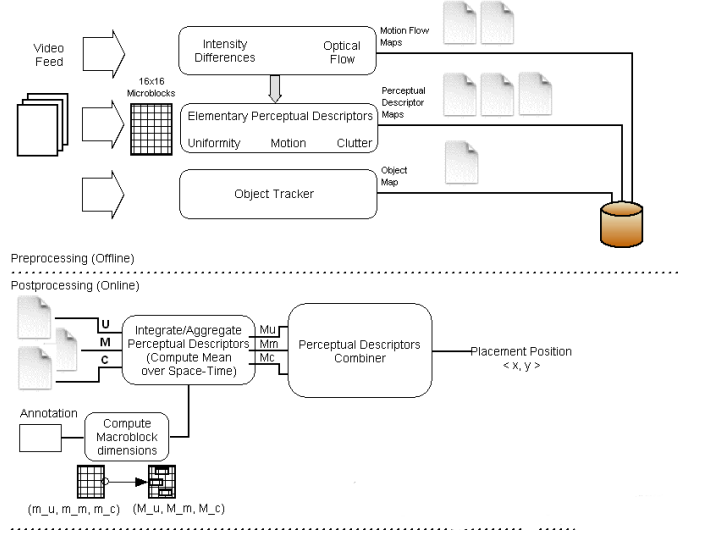 Video
Feed
Intensity
Differences
Optical
Flow
Motion Flow
Maps
16x16
Microblocks
Elementary Perceptual Descriptors
Uniformity Motion Clutter
Perceptual
Descriptor
Maps
Object Tracker
Object
Map
Preprocessing (Offline)
Postprocessing (Online)
U
M
C
Integrate/Aggregate
Perceptual Descriptors
(Compute Mean
over Space-Time)
Mu
Mm
Mc
Perceptual Descriptors
Combiner
Placement Position
< x, y >
Annotation
Compute
Macroblock
dimensions
(m_u, m_m, m_c) (M_u, M_m, M_c)